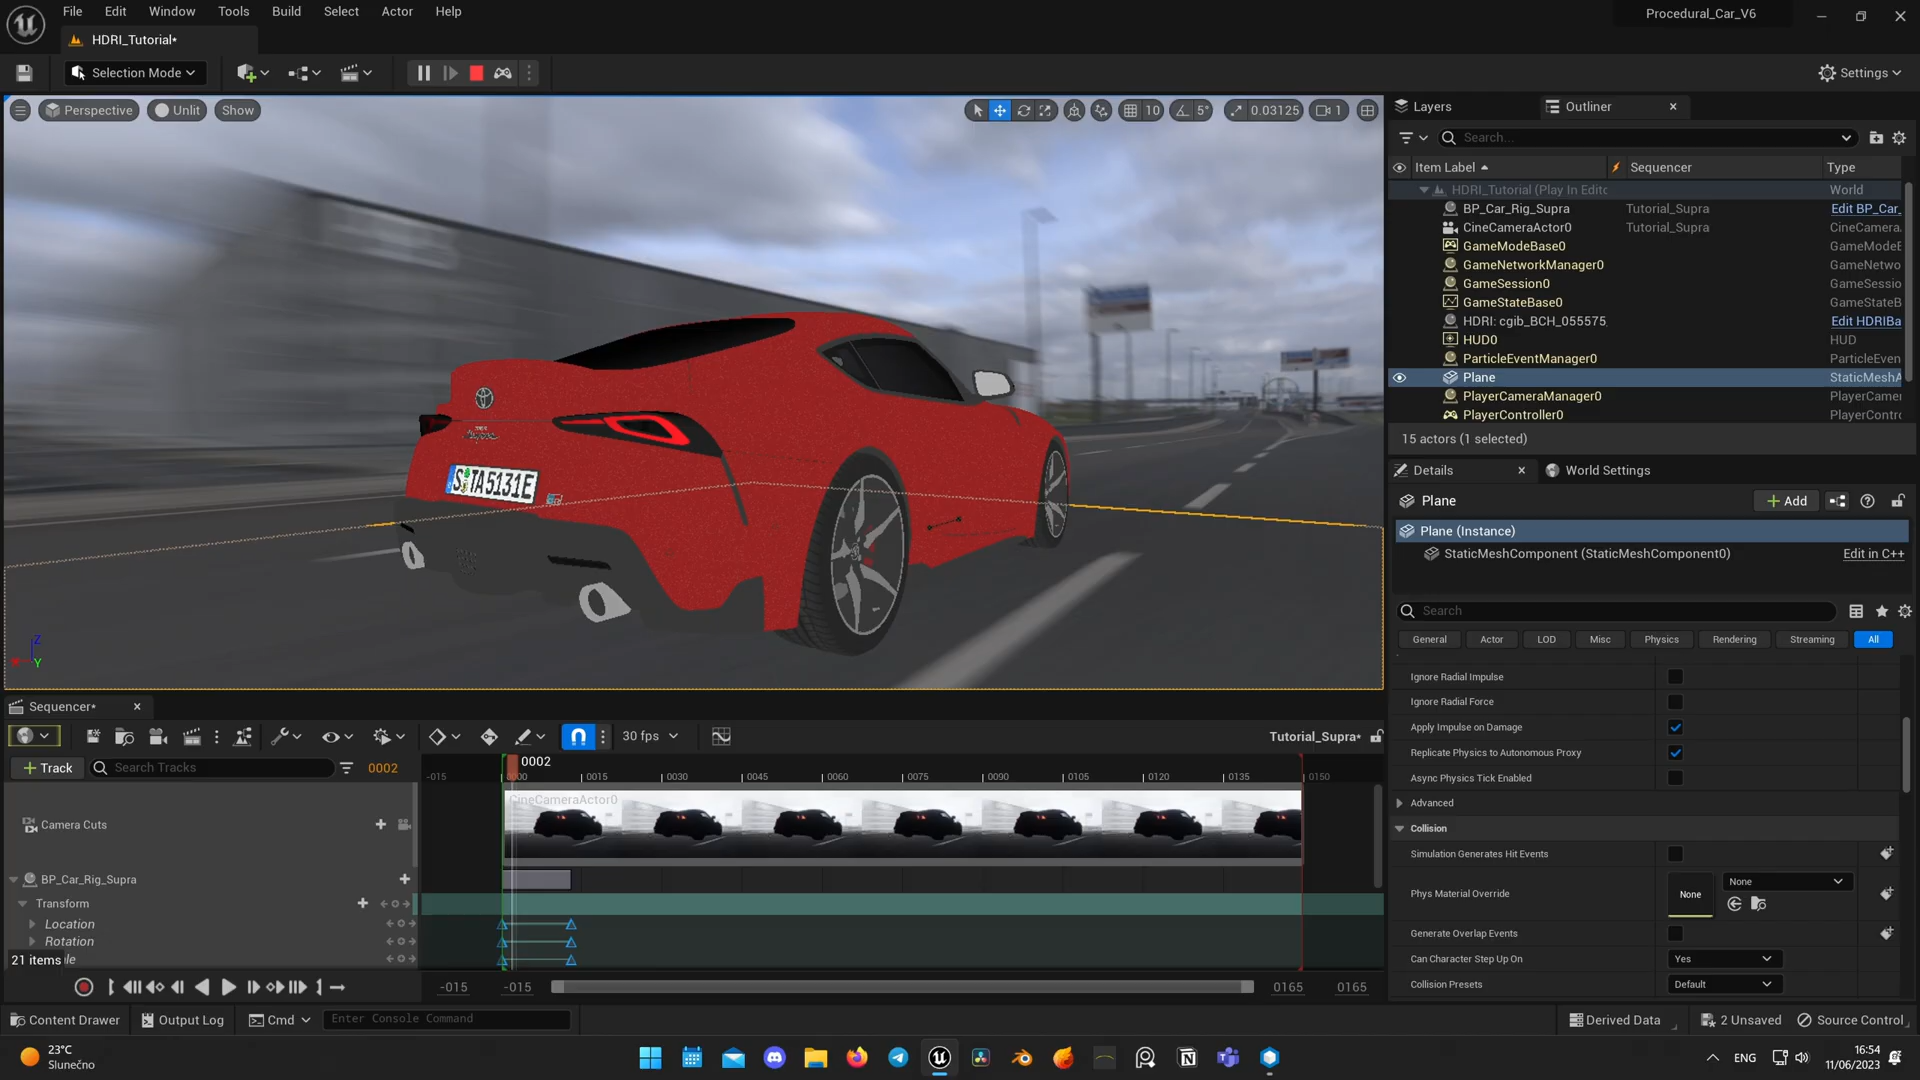 File Edit Window Tools Build Select Actor Help
Procedural_Car_V6
HDRI_Tutorial*
Selection Mode
Settings
Perspective
Unlit
Show
10
5°
0.03125
1
Layers
Outliner
Search...
Item Label
Sequencer
Type
HDRI_Tutorial (Play In Edito
World
BP_Car_Rig_Supra
Tutorial_Supra
Edit BP_Car_
CineCameraActor0
Tutorial_Supra
CineCamera
GameModeBase0
GameModeE
GameNetworkManager0
GameNetwo
GameSession0
GameSessio
GameStateBase0
GameStateB
HDRI: cgib_BCH_055575
Edit HDRIBa
HUD0
HUD
ParticleEventManager0
ParticleEven
Plane
StaticMeshA
PlayerCameraManager0
PlayerCamer
PlayerController0
PlayerContro
15 actors (1 selected)
Details
World Settings
Plane
Add
Plane (Instance)
StaticMeshComponent (StaticMeshComponent0)
Edit in C++
Search
General
Actor
LOD
Misc
Physics
Rendering
Streaming
All
Ignore Radial Impulse
Ignore Radial Force
Apply Impulse on Damage
Replicate Physics to Autonomous Proxy
Async Physics Tick Enabled
Advanced
Collision
Simulation Generates Hit Events
Phys Material Override
None
None
Generate Overlap Events
Can Character Step Up On
Yes
Collision Presets
Default
TA5131E
Sequencer*
30 fps
Tutorial_Supra*
Track
Search Tracks
0002
0002
-015
0000
0015
0030
0045
0060
0075
0090
0105
0120
0135
0150
CineCameraActor0
Camera Cuts
BP_Car_Rig_Supra
Transform
Location
Rotation
21 items
-015
-015
0165
0165
Content Drawer
Output Log
Cmd
Enter Console Command
Derived Data
2 Unsaved
Source Control
23°C
Slunečno
ENG
16:54
11/06/2023